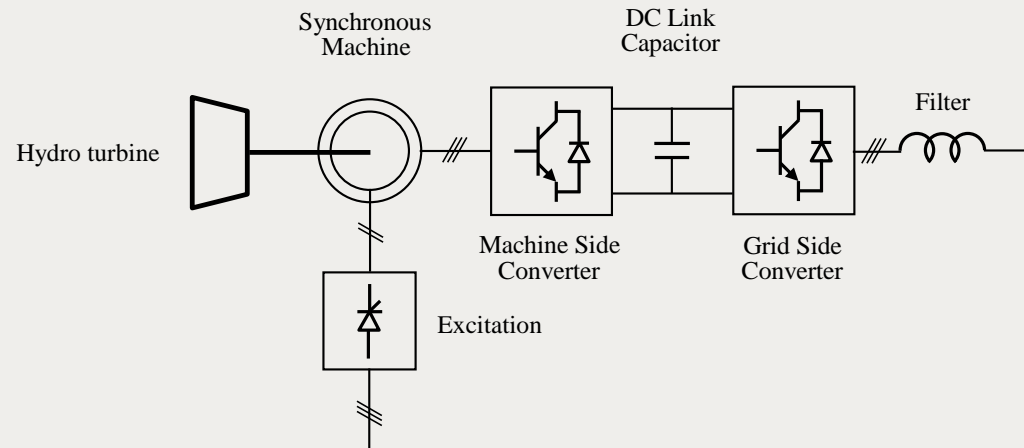 Synchronous
Machine
DC Link
Capacitor
Filter
Hydro turbine
Machine Side
Converter
Grid Side
Converter
Excitation